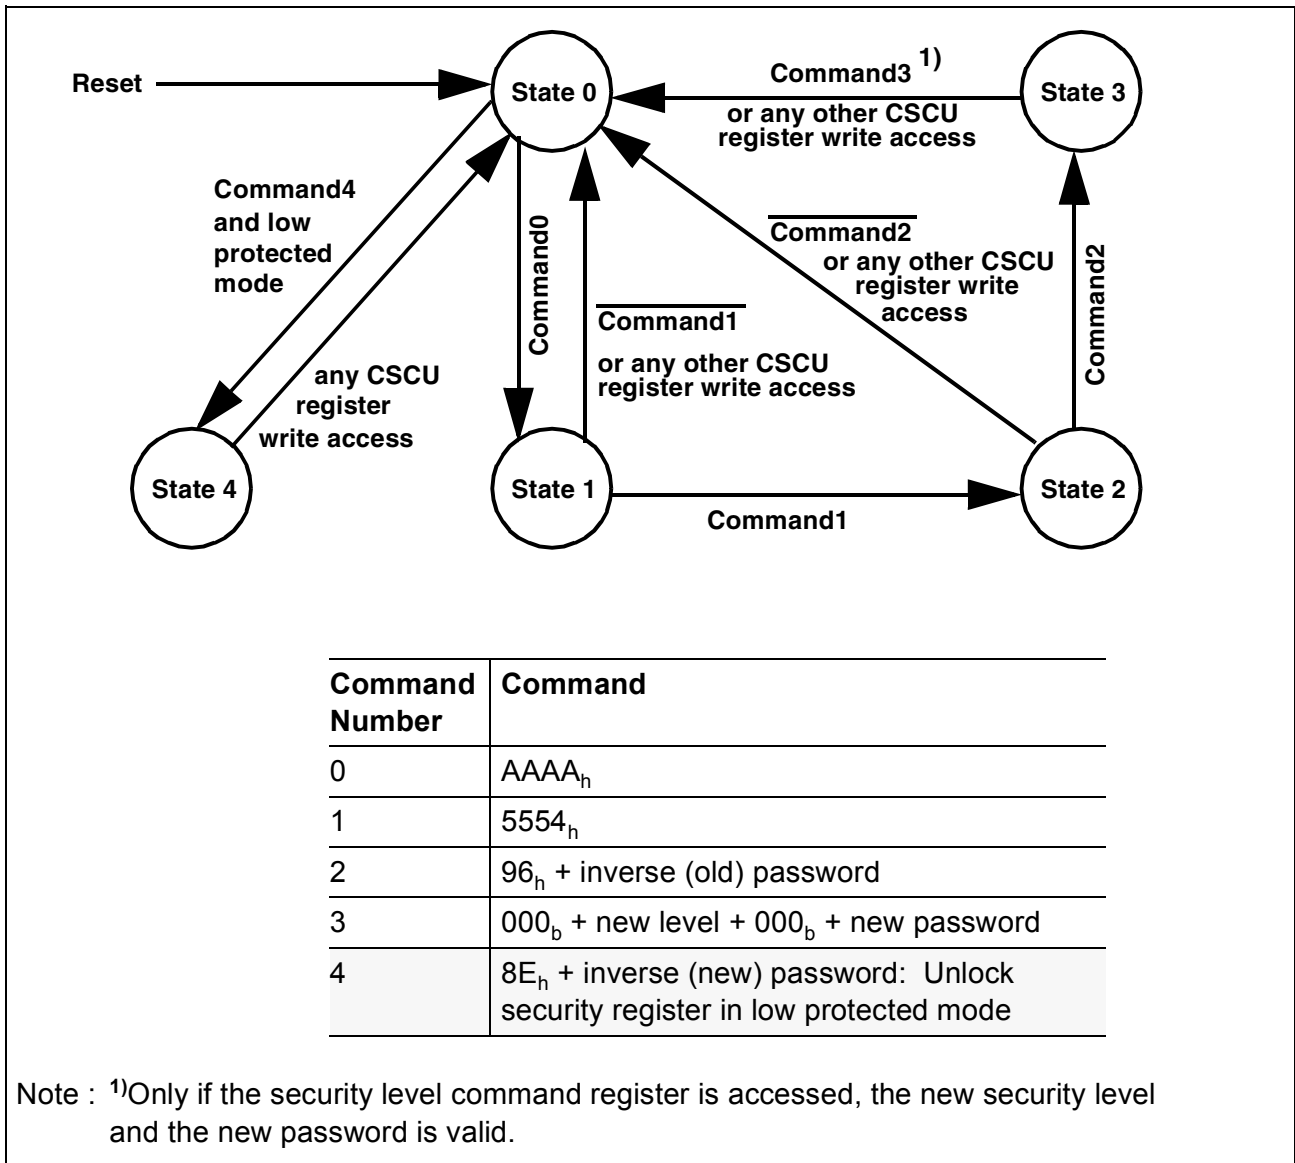 Reset
State 0
Command3 1)
or any other CSCU
register write access
State 3
Command4
and low
protected
mode
Command0
Command1
or any other CSCU
register write access
Command2
or any other CSCU
register write
access
Command2
any CSCU
register
write access
State 4
State 1
Command1
State 2
Command Number | Command
0 | AAAAh
1 | 5554h
2 | 96h + inverse (old) password
3 | 000b + new level + 000b + new password
4 | 8Eh + inverse (new) password: Unlock
security register in low protected mode
Note : 1)Only if the security level command register is accessed, the new security level
and the new password is valid.